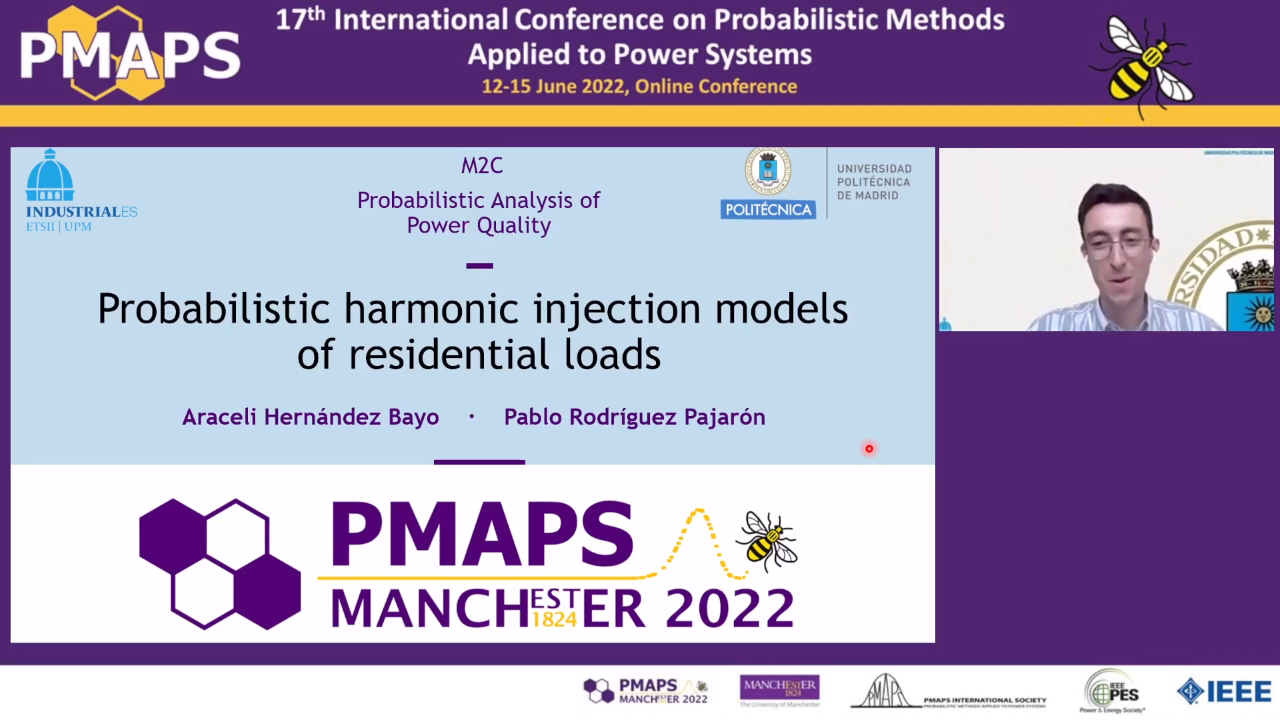 PMAPS
17th International Conference on Probabilistic Methods
Applied to Power Systems
12-15 June 2022, Online Conference
INDUSTRIALES
ETSII | UPM
M2C
Probabilistic Analysis of
Power Quality
POLITÉCNICA
UNIVERSIDAD
POLITÉCNICA
DE MADRID
Probabilistic harmonic injection models
of residential loads
Araceli Hernández Bayo · Pablo Rodríguez Pajarón
PMAPS
MANCHESTER 2022
1824
RSIDAD
PMAPS
MANCHESTER 2022
MANCHESTER
1824
The University of Manchester
PMAPS
PMAPS INTERNATIONAL SOCIETY
PROBABILISTIC METHODS APPLIED TO POWER SYSTEMS
IEEE
PES
Power & Energy Society®
IEEE